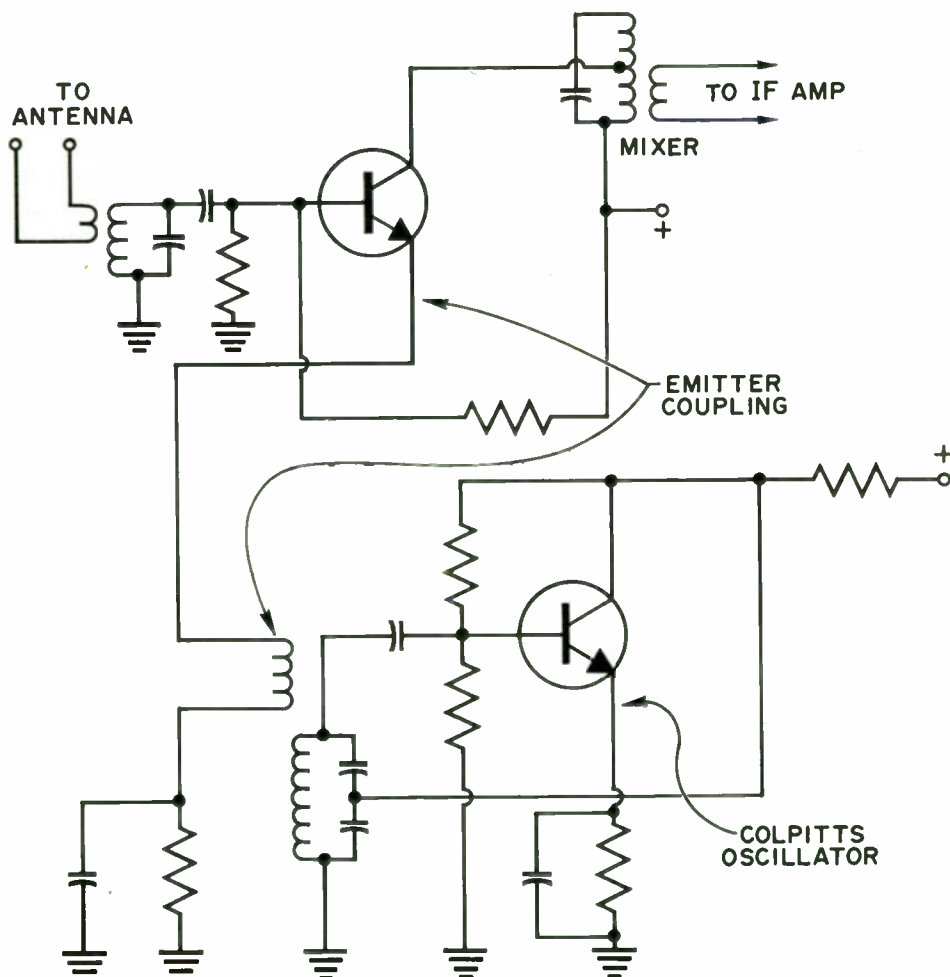 TO
ANTENNA
TO IF AMP
MIXER
+
EMITTER
COUPLING
+
COLPITTS
OSCILLATOR